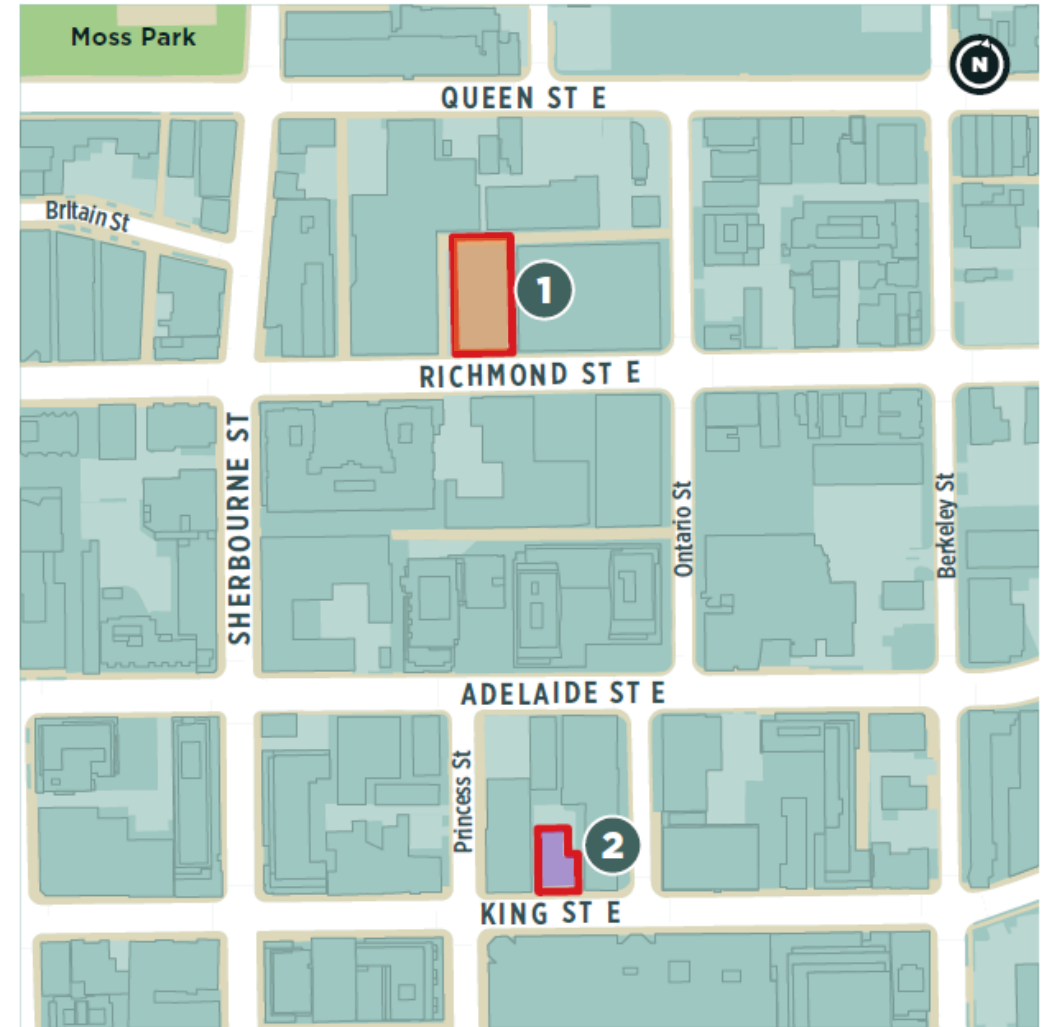 Moss Park
N
QUEEN ST E
Britain St
1
RICHMOND ST E
SHERBOURNE ST
Ontario St
Berkeley St
ADELAIDE ST E
Princess St
2
KING ST E